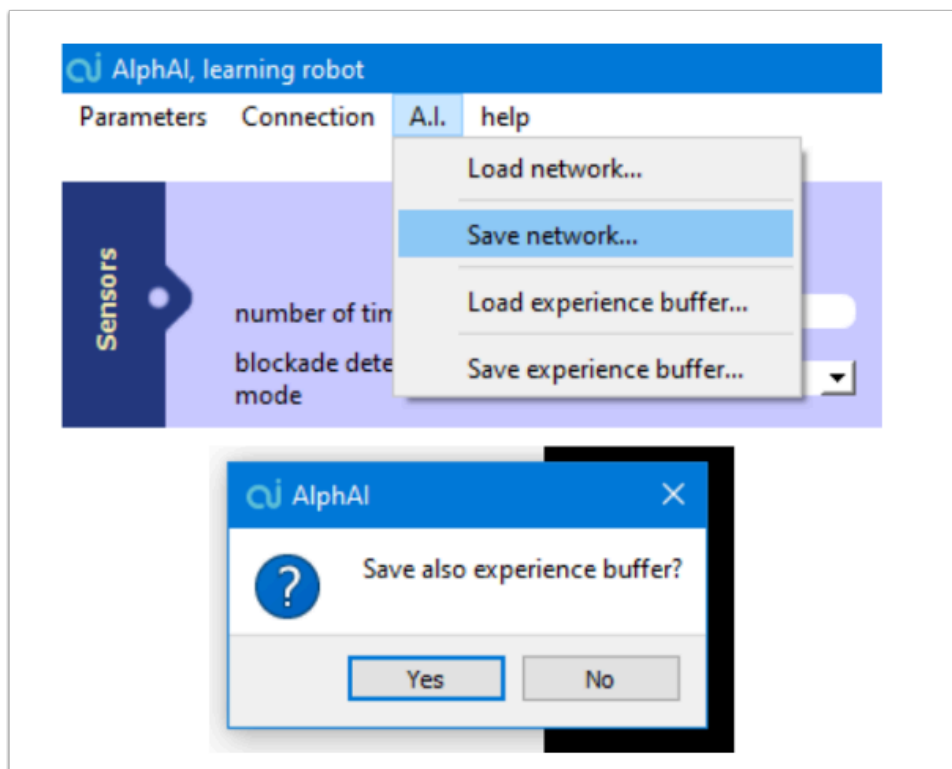 AlphAI, learning robot
Parameters Connection A.I. help
Load network...
Save network...
Sensors
Load experience buffer...
number of tim
blockade dete
mode
Save experience buffer...
AlphAI
Save also experience buffer?
Yes No